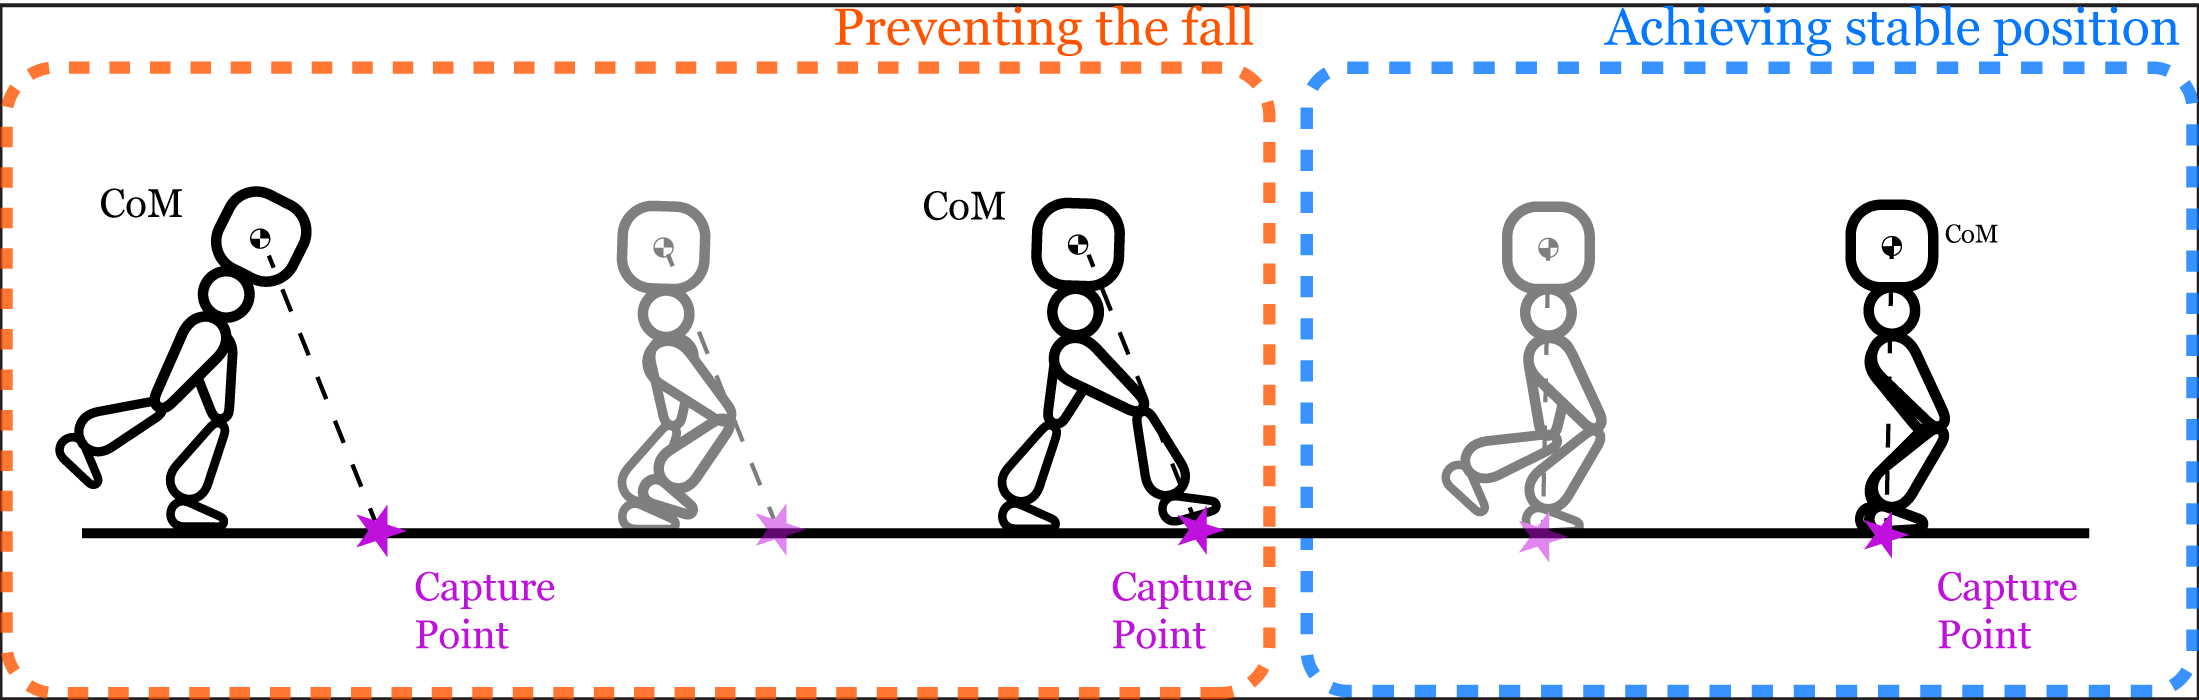 Preventing the fall
Achieving stable position
CoM
CoM
CoM
Capture
Point
Capture
Point
Capture
Point